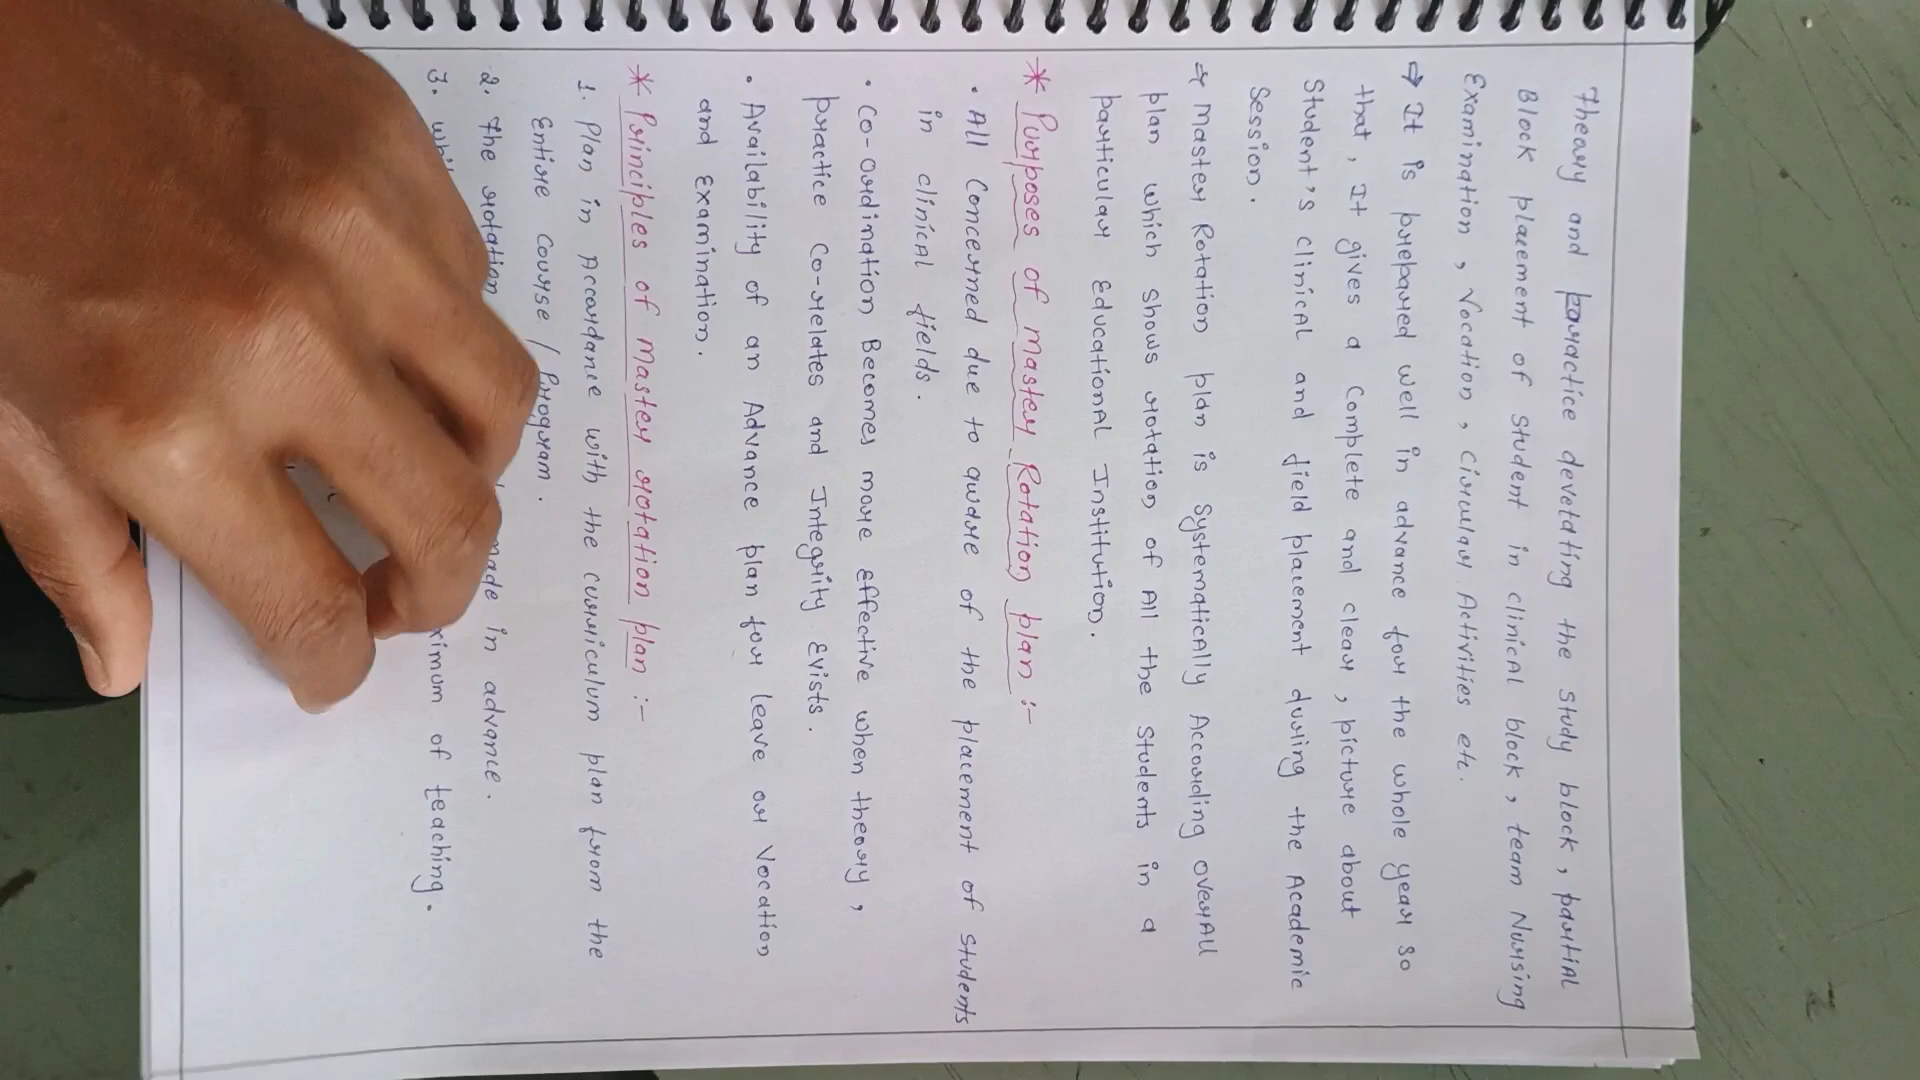 Theory and practice devetating the study block, partial
Block placement of student in clinical block, team Nursing
Examination, Vocation, circular Activities etc.
→ It is prepared well in advance for the whole year so
that, It gives a complete and clear, picture about
Student's clinical and field placement during the Academic
Session.
→ Master Rotation plan is Systematically According overall
plan which shows rotation of All the students in a
particular Educational Institution.
* Purposes of master Rotation plan :-
• All Concerned due to qware of the placement of students
in clinical fields.
• Co-ordination Becomes more effective when theory,
practice co-relates and Integrity Exists.
• Availability of an Advance plan for leave or Vocation
and examination.
* Principles of master rotation plan :-
1. Plan in Accordance with the curriculum plan from the
Entire Course / Program.
2. The rotation made in advance.
3. of teaching.